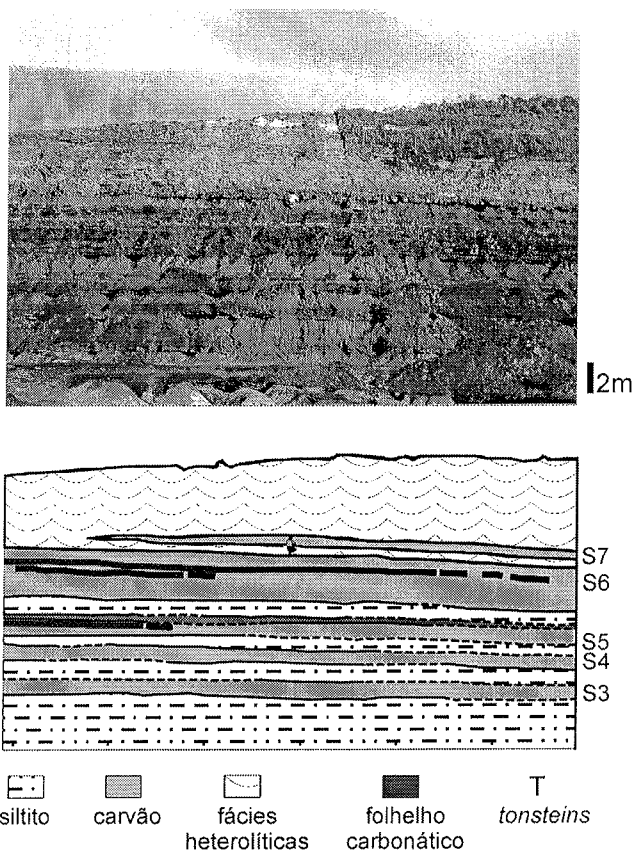 2m
S7
S6
S5
S4
S3
T
siltito
carvão
fácies
heterolíticas
folhelho
carbonático
tonsteins